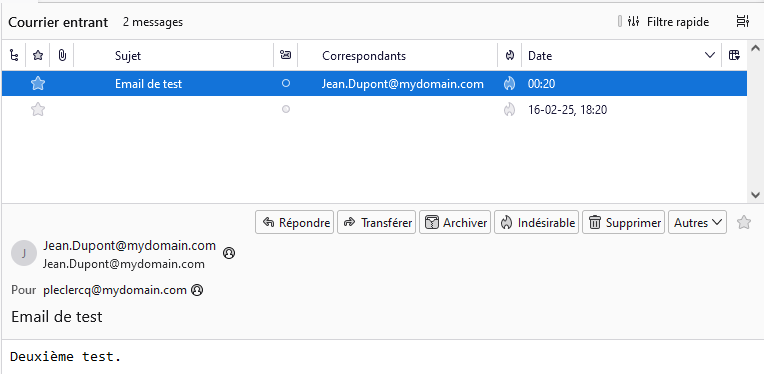 Courrier entrant 2 messages Filtre rapide
Sujet Correspondants Date
Email de test Jean.Dupont@mydomain.com 00:20
16-02-25, 18:20
Répondre Transférer Archiver Indésirable Supprimer Autres
J
Jean.Dupont@mydomain.com
Jean.Dupont@mydomain.com
Pour pleclercq@mydomain.com
Email de test
Deuxième test.